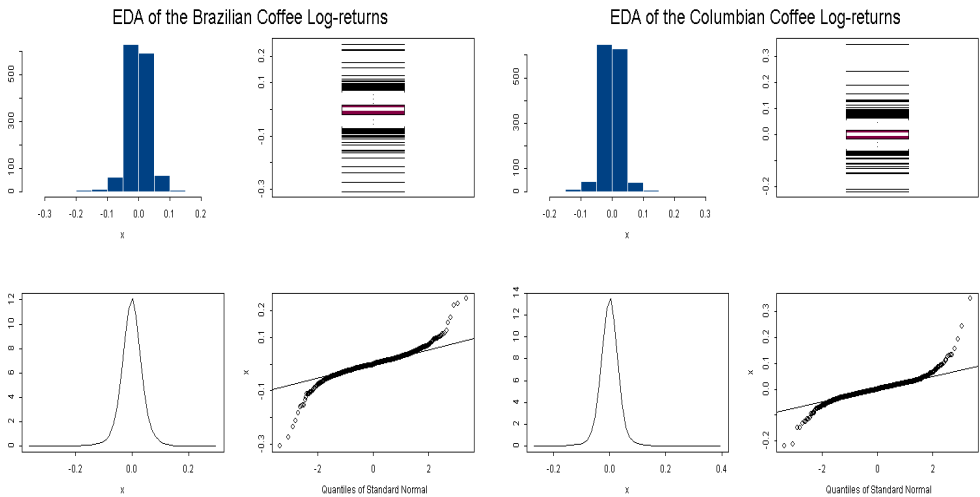 EDA of the Brazilian Coffee Log-returns
0 100 300 500
-0.3 -0.2 -0.1 0.0 0.1 0.2
x
-0.3 -0.1 0.1 0.2
EDA of the Columbian Coffee Log-returns
0 100 300 500
-0.3 -0.2 -0.1 0.0 0.1 0.2 0.3
x
-0.2 0.0 0.1 0.2 0.3
0 2 4 6 8 10 12
-0.2 0.0 0.2
x
x
-0.3 -0.1 0.1 0.2
-2 0 2
Quantiles of Standard Normal
0 2 4 6 8 10 12 14
-0.2 0.0 0.2 0.4
x
x
-0.2 0.0 0.1 0.2 0.3
-2 0 2
Quantiles of Standard Normal